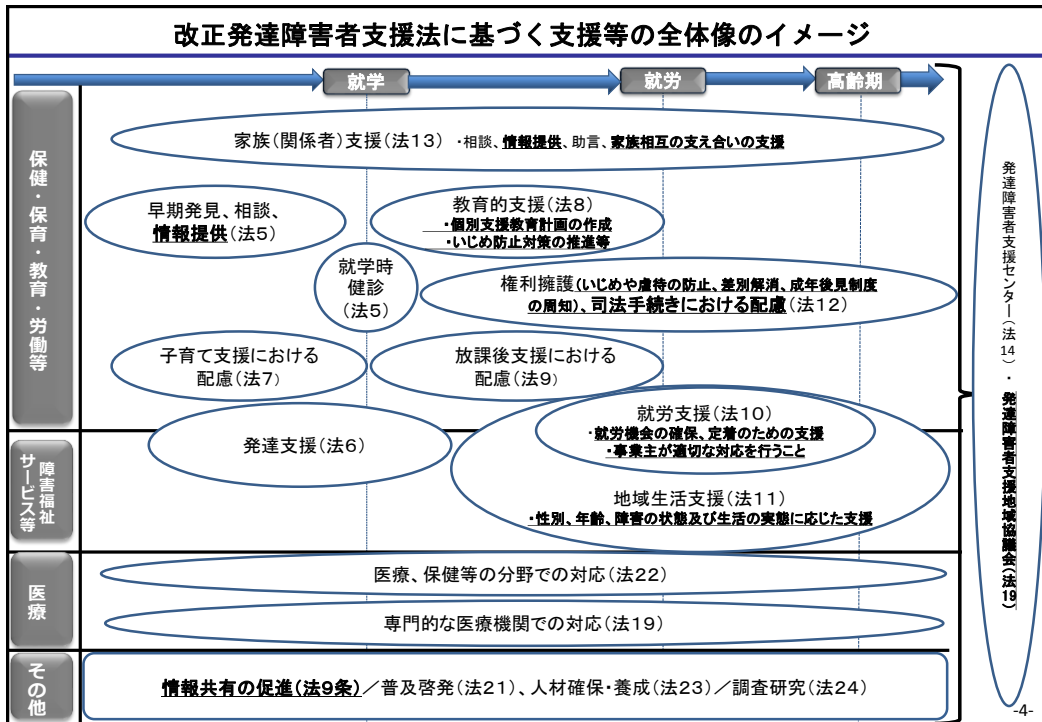 改正発達障害者支援法に基づく支援等の全体像のイメージ
就学
就労
高齢期
保健・保育・教育・労働等
家族(関係者)支援(法13) ・相談、情報提供、助言、家族相互の支え合いの支援
早期発見、相談、
情報提供(法5)
教育的支援(法8)
・個別支援教育計画の作成
・いじめ防止対策の推進等
就学時
健診
(法5)
権利擁護(いじめや虐待の防止、差別解消、成年後見制度
の周知)、司法手続きにおける配慮(法12)
子育て支援における
配慮(法7)
放課後支援における
配慮(法9)
就労支援(法10)
・就労機会の確保、定着のための支援
・事業主が適切な対応を行うこと
発達支援(法6)
障害福祉
サービス等
地域生活支援(法11)
・性別、年齢、障害の状態及び生活の実態に応じた支援
医療
医療、保健等の分野での対応(法22)
専門的な医療機関での対応(法19)
その他
情報共有の促進(法9条)/普及啓発(法21)、人材確保・養成(法23)/調査研究(法24)
発達障害者支援センター(法14)・発達障害者支援地域協議会(法19)
-4-